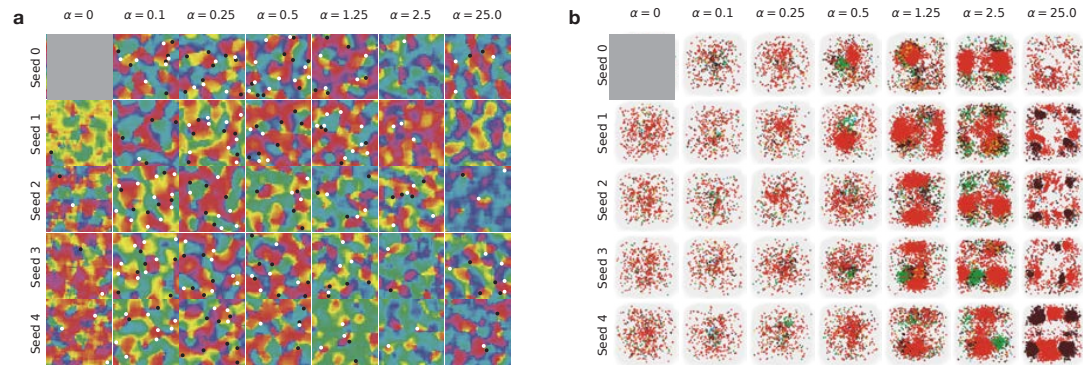 a
α = 0 α = 0.1 α = 0.25 α = 0.5 α = 1.25 α = 2.5 α = 25.0
Seed 0
Seed 1
Seed 2
Seed 3
Seed 4
b
α = 0 α = 0.1 α = 0.25 α = 0.5 α = 1.25 α = 2.5 α = 25.0
Seed 0
Seed 1
Seed 2
Seed 3
Seed 4